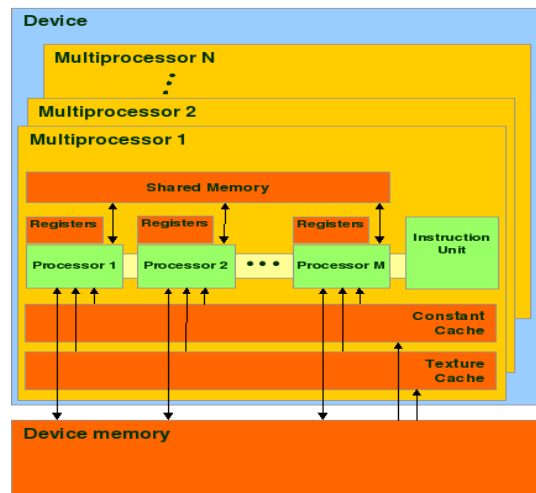 Device
Multiprocessor N
Multiprocessor 2
Multiprocessor 1
Shared Memory
Registers
Registers
Registers
Processor 1
Processor 2
Processor M
Instruction
Unit
Constant
Cache
Texture
Cache
Device memory